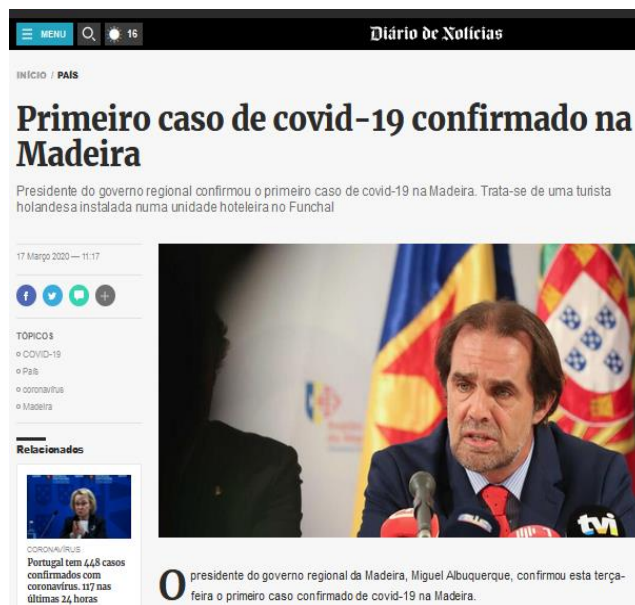 MENU
16
Diário de Notícias
INÍCIO / PAÍS
Primeiro caso de covid-19 confirmado na
Madeira
Presidente do governo regional confirmou o primeiro caso de covid-19 na Madeira. Trata-se de uma turista
holandesa instalada numa unidade hoteleira no Funchal
17 Março 2020 — 11:17
TÓPICOS
COVID-19
País
coronavírus
Madeira
Relacionados
CORONAVÍRUS
Portugal tem 448 casos
confirmados com
coronavírus. 117 nas
últimas 24 horas
tvi
O presidente do governo regional da Madeira, Miguel Albuquerque, confirmou esta terça-
feira o primeiro caso confirmado de covid-19 na Madeira.